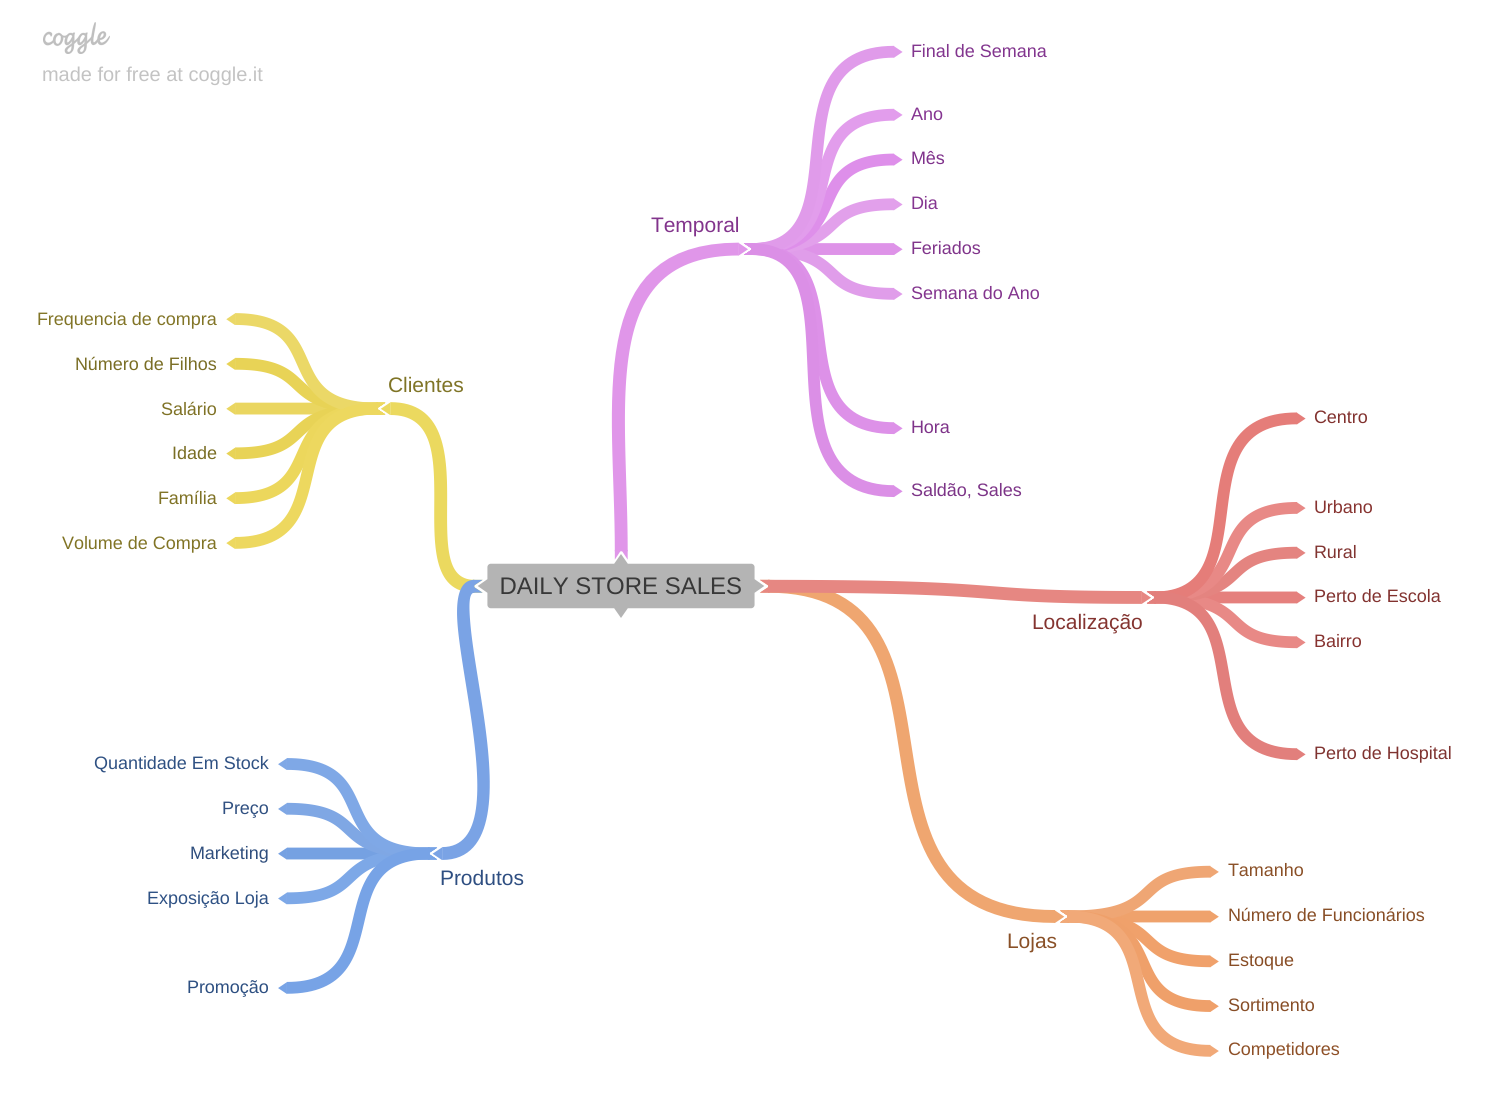 coggle
made for free at coggle.it
Final de Semana
Ano
Mês
Dia
Temporal
Feriados
Semana do Ano
Hora
Saldão, Sales
Clientes
Frequencia de compra
Número de Filhos
Salário
Idade
Família
Volume de Compra
DAILY STORE SALES
Localização
Centro
Urbano
Rural
Perto de Escola
Bairro
Perto de Hospital
Produtos
Quantidade Em Stock
Preço
Marketing
Exposição Loja
Promoção
Lojas
Tamanho
Número de Funcionários
Estoque
Sortimento
Competidores